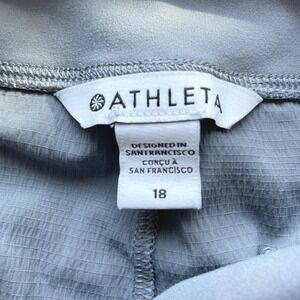 ATHLETA
DESIGNED IN
SAN FRANCISCO
CONÇU À
SAN FRANCISCO
18